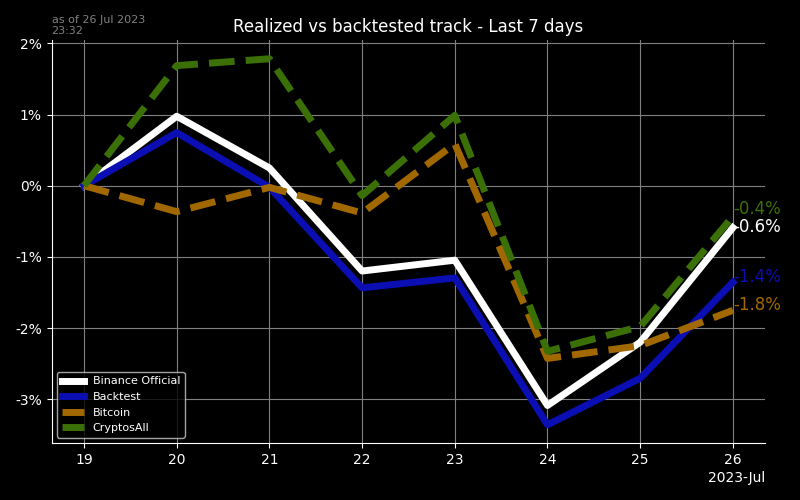 as of 26 Jul 2023
23:32
Realized vs backtested track - Last 7 days
2%
1%
0%
-1%
-2%
-3%
-0.4%
-0.6%
-1.4%
-1.8%
Binance Official
Backtest
Bitcoin
CryptosAll
19 20 21 22 23 24 25 26
2023-Jul